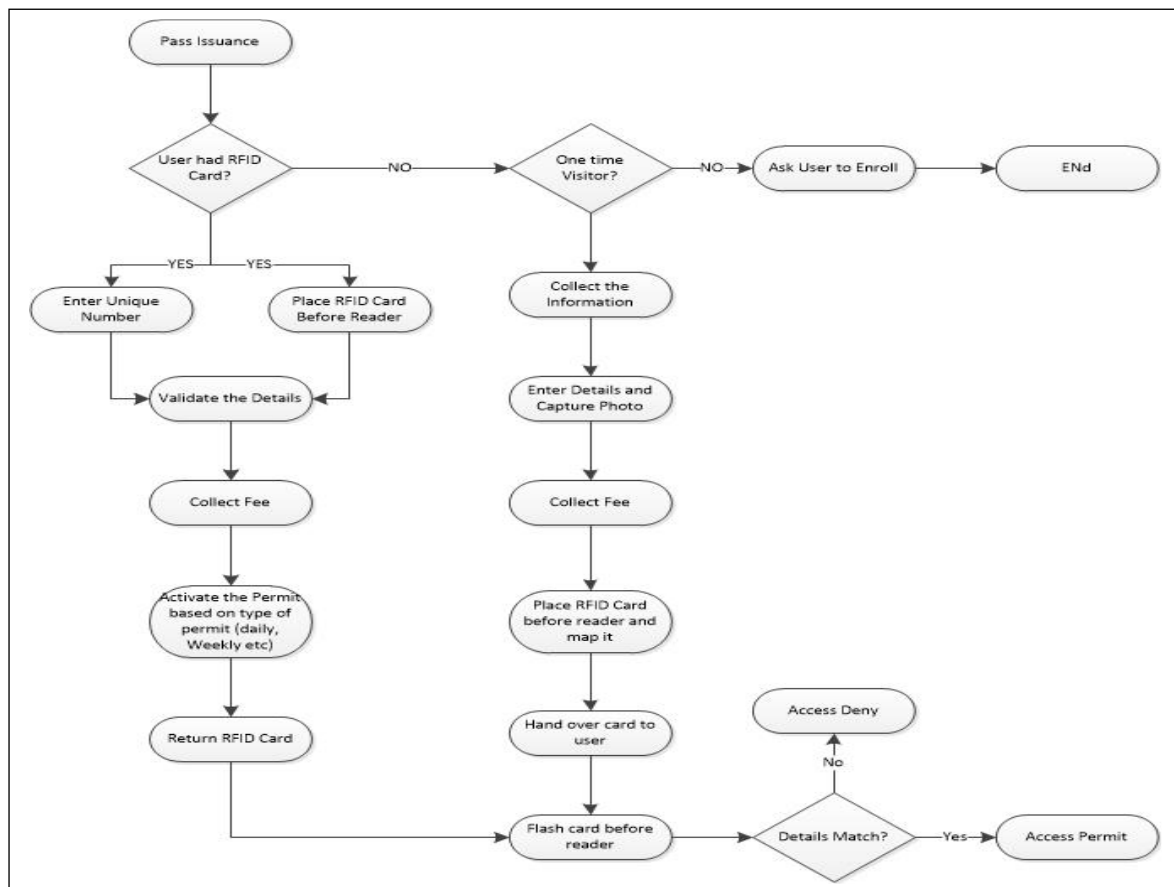 Pass Issuance
User had RFID
Card?
NO
One time
Visitor?
NO
Ask User to Enroll
ENd
YES
YES
Enter Unique
Number
Place RFID Card
Before Reader
Collect the
Information
Validate the Details
Enter Details and
Capture Photo
Collect Fee
Collect Fee
Activate the Permit
based on type of
permit (daily,
Weekly etc)
Place RFID Card
before reader and
map it
Return RFID Card
Hand over card to
user
Access Deny
No
Flash card before
reader
Details Match?
Yes
Access Permit